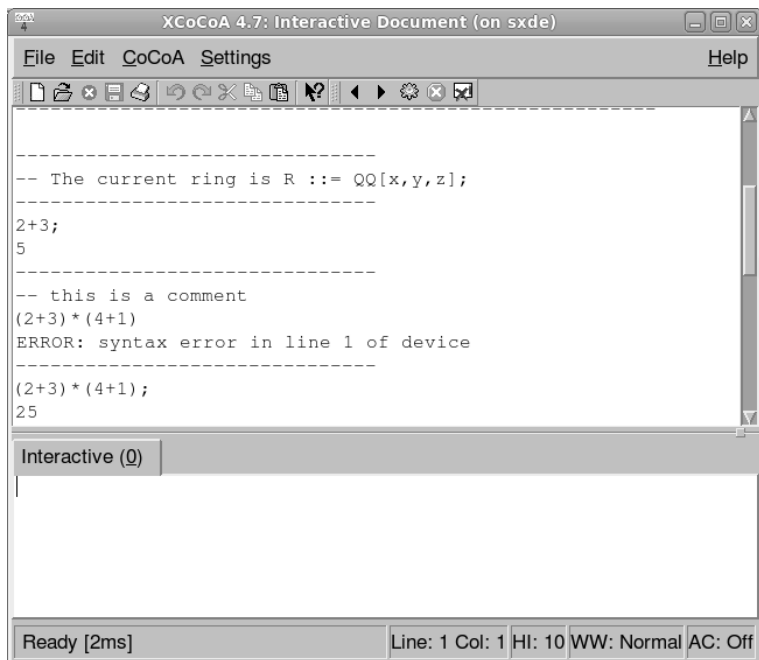 XCoCoA 4.7: Interactive Document (on sxde)
File Edit CoCoA Settings Help
--------------------------------------------------------
-------------------------------
-- The current ring is R ::= QQ[x,y,z];
-------------------------------
2+3;
5
-------------------------------
-- this is a comment
(2+3)*(4+1)
ERROR: syntax error in line 1 of device
-------------------------------
(2+3)*(4+1);
25
Interactive (0)
Ready [2ms] Line: 1 Col: 1 HI: 10 WW: Normal AC: Off